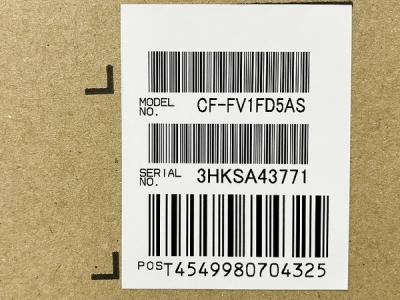 MODEL NO. CF-FV1FD5AS
SERIAL NO. 3HKSA43771
POS T4549980704325